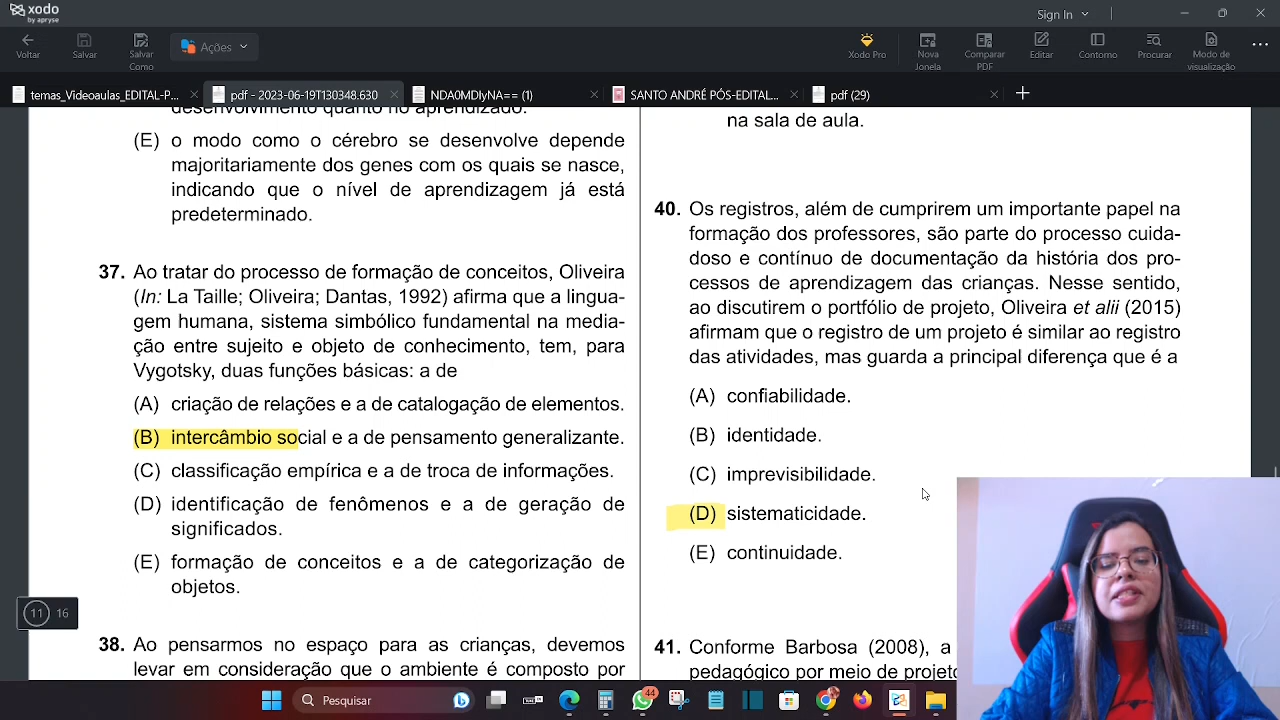 xodo
by apryse
Sign In
Voltar
Salvar
Salvar Como
Ações
Xodo Pro
Nova Janela
Comparar PDF
Editar
Contorno
Procurar
Modo de visualização
temas_Videoaulas_EDITAL-P...
pdf - 2023-06-19T130348.630
NDA0MDIyNA== (1)
SANTO ANDRÉ PÓS-EDITAL...
pdf (29)
desenvolvimento quanto no aprendizado.
(E) o modo como o cérebro se desenvolve depende
majoritariamente dos genes com os quais se nasce,
indicando que o nível de aprendizagem já está
predeterminado.
37. Ao tratar do processo de formação de conceitos, Oliveira
(In: La Taille; Oliveira; Dantas, 1992) afirma que a lingua-
gem humana, sistema simbólico fundamental na media-
ção entre sujeito e objeto de conhecimento, tem, para
Vygotsky, duas funções básicas: a de
(A) criação de relações e a de catalogação de elementos.
(B) intercâmbio social e a de pensamento generalizante.
(C) classificação empírica e a de troca de informações.
(D) identificação de fenômenos e a de geração de
significados.
(E) formação de conceitos e a de categorização de
objetos.
11 16
38. Ao pensarmos no espaço para as crianças, devemos
levar em consideração que o ambiente é composto por
na sala de aula.
40. Os registros, além de cumprirem um importante papel na
formação dos professores, são parte do processo cuida-
doso e contínuo de documentação da história dos pro-
cessos de aprendizagem das crianças. Nesse sentido,
ao discutirem o portfólio de projeto, Oliveira et alii (2015)
afirmam que o registro de um projeto é similar ao registro
das atividades, mas guarda a principal diferença que é a
(A) confiabilidade.
(B) identidade.
(C) imprevisibilidade.
(D) sistematicidade.
(E) continuidade.
41. Conforme Barbosa (2008), a
pedagógico por meio de projeto
Pesquisar
44